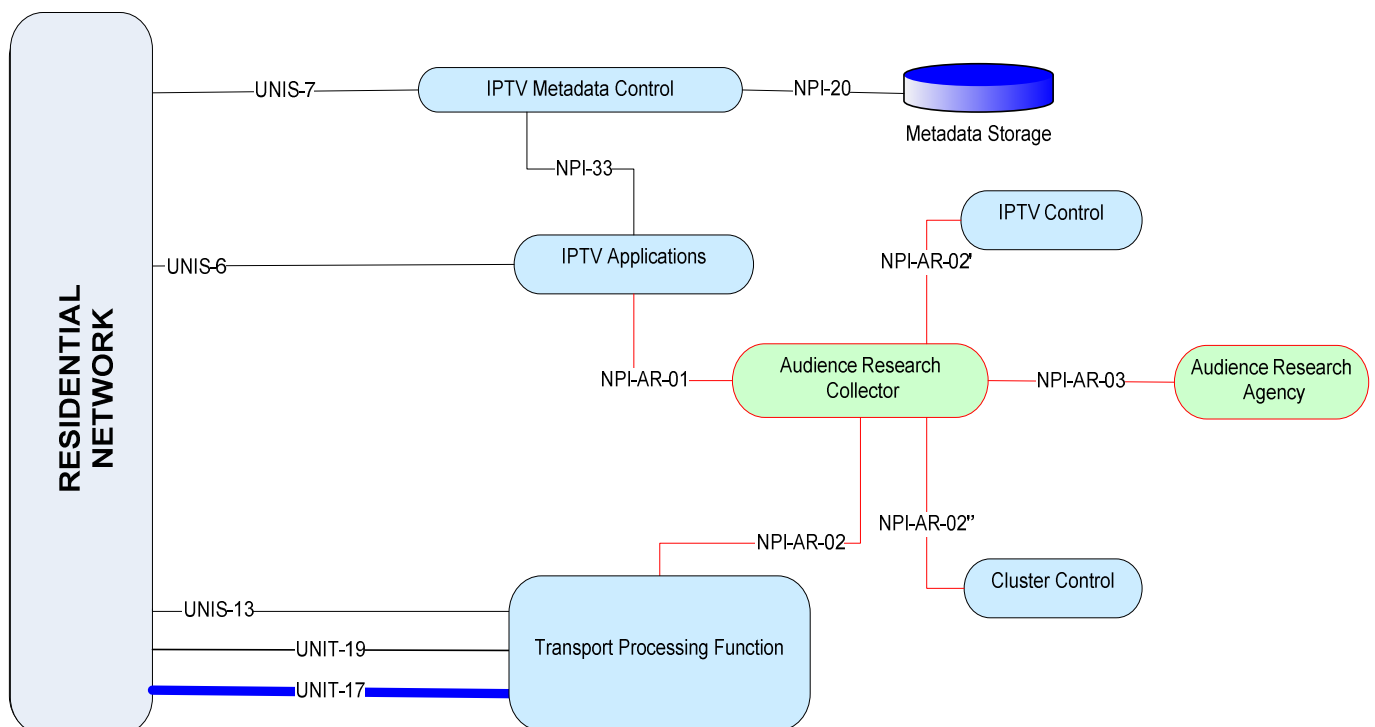 UNIS-7
IPTV Metadata Control
NPI-20
Metadata Storage
NPI-33
IPTV Control
UNIS-6
IPTV Applications
NPI-AR-02'
RESIDENTIAL
NETWORK
NPI-AR-01
Audience Research
Collector
NPI-AR-03
Audience Research
Agency
NPI-AR-02
NPI-AR-02"
Cluster Control
UNIS-13
UNIT-19
Transport Processing Function
UNIT-17